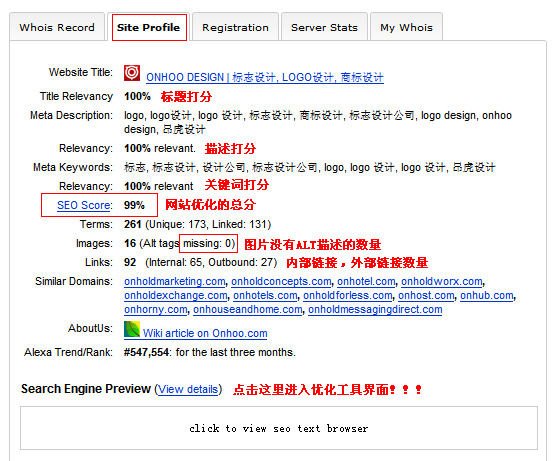 Whois Record Site Profile Registration Server Stats My Whois
Website Title: ONHOO DESIGN | 标志设计, LOGO设计, 商标设计
Title Relevancy 100% 标题打分
Meta Description: logo, logo设计, logo 设计, 标志设计, 商标设计, 标志设计公司, logo design, onhoo
design, 昂虎设计
Relevancy: 100% relevant. 描述打分
Meta Keywords: 标志, 标志设计, 设计公司, 标志设计公司, logo, logo 设计, logo 设计, 昂虎设计
Relevancy: 100% relevant 关键词打分
SEO Score: 99% 网站优化的总分
Terms: 261 (Unique: 173, Linked: 131)
Images: 16 (Alt tags missing: 0) 图片没有ALT描述的数量
Links: 92 (Internal: 65, Outbound: 27) 内部链接，外部链接数量
Similar Domains: onholdmarketing.com, onholdconcepts.com, onhotel.com, onholdworx.com,
onholdexchange.com, onhotels.com, onholdforless.com, onhost.com, onhub.com,
onhorny.com, onhouseandhome.com, onholdmessagingdirect.com
AboutUs: Wiki article on Onhoo.com
Alexa Trend/Rank: #547,554: for the last three months.
Search Engine Preview (View details) 点击这里进入优化工具界面！！！
click to view seo text browser